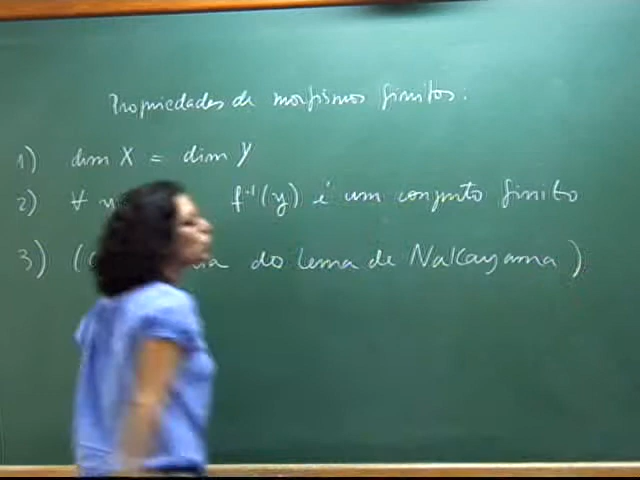 Propriedades de morfismos finitos:
1) dim X = dim Y
2) ∀ f⁻¹(y) é um conjunto finito
3) ( do Lema de Nakayama )